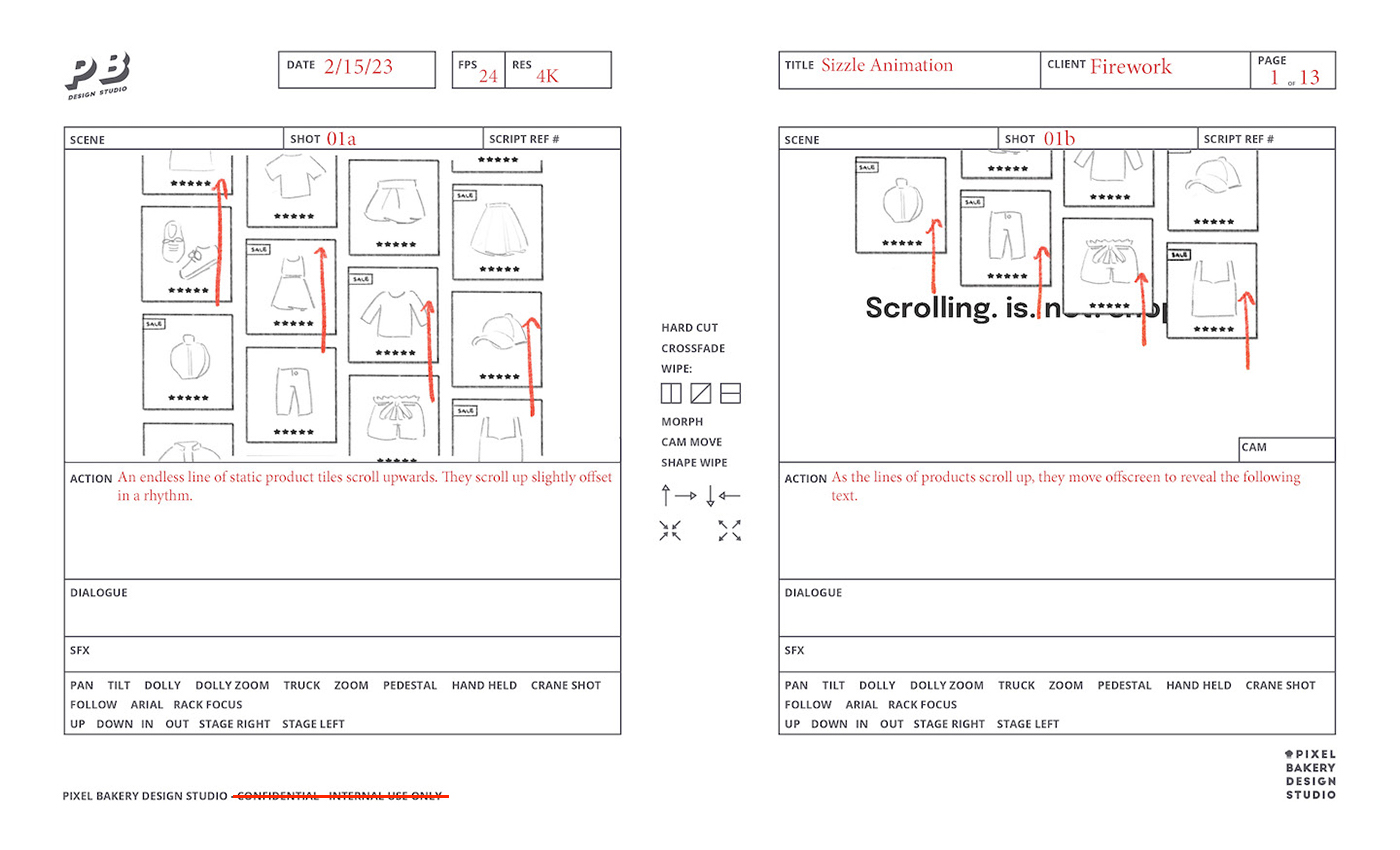 PB
DESIGN STUDIO
DATE 2/15/23
FPS 24 RES 4K
TITLE Sizzle Animation CLIENT Firework PAGE 1 OF 13
SCENE SHOT 01a SCRIPT REF #
SALE
SALE
SALE
SALE
SALE
ACTION An endless line of static product tiles scroll upwards. They scroll up slightly offset
in a rhythm.
DIALOGUE
SFX
PAN TILT DOLLY DOLLY ZOOM TRUCK ZOOM PEDESTAL HAND HELD CRANE SHOT
FOLLOW ARIAL RACK FOCUS
UP DOWN IN OUT STAGE RIGHT STAGE LEFT
HARD CUT
CROSSFADE
WIPE:
MORPH
CAM MOVE
SHAPE WIPE
SCENE SHOT 01b SCRIPT REF #
SALE
SALE
SALE
SALE
Scrolling. is.
CAM
ACTION As the lines of products scroll up, they move offscreen to reveal the following
text.
DIALOGUE
SFX
PAN TILT DOLLY DOLLY ZOOM TRUCK ZOOM PEDESTAL HAND HELD CRANE SHOT
FOLLOW ARIAL RACK FOCUS
UP DOWN IN OUT STAGE RIGHT STAGE LEFT
PIXEL BAKERY DESIGN STUDIO CONFIDENTIAL - INTERNAL USE ONLY
PIXEL
BAKERY
DESIGN
STUDIO